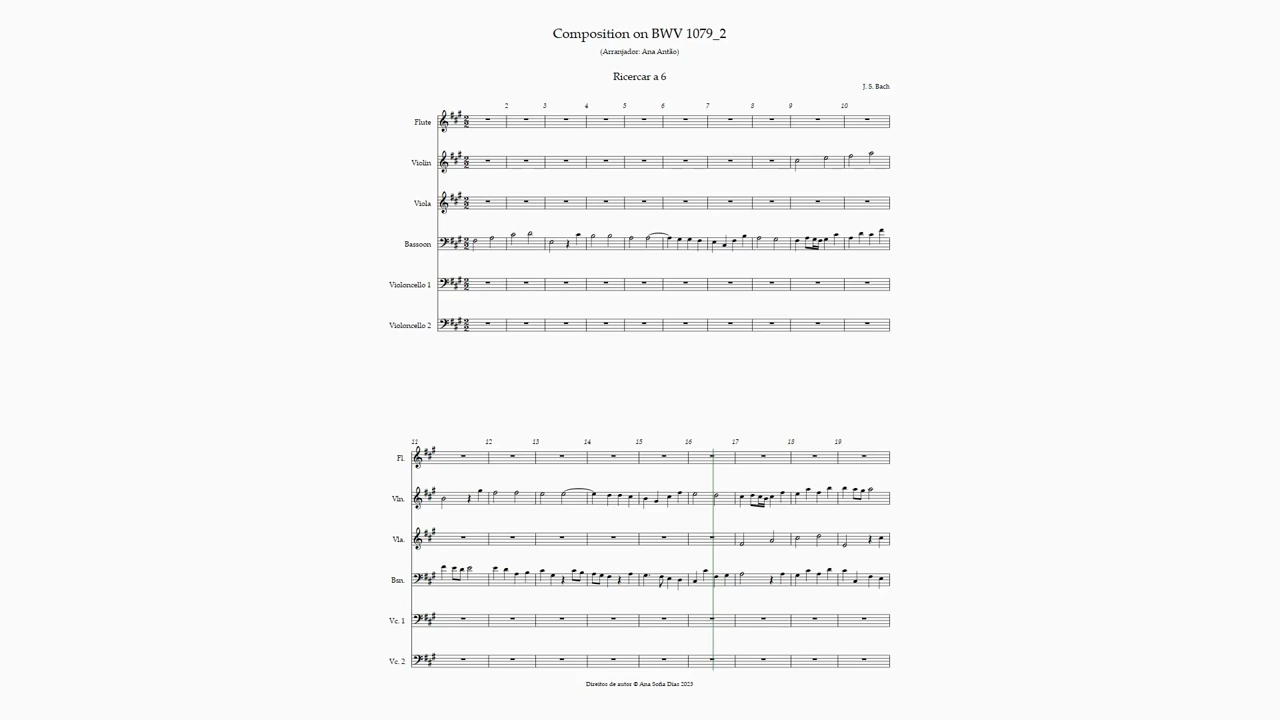 Composition on BWV 1079_2
(Arranjador: Ana Antão)
Ricercar a 6
J. S. Bach
2 3 4 5 6 7 8 9 10
Flute
Violin
Viola
Bassoon
Violoncello 1
Violoncello 2
11 12 13 14 15 16 17 18 19
Fl.
Vln.
Vla.
Bsn.
Vc. 1
Vc. 2
Direitos de autor © Ana Sofia Dias 2023